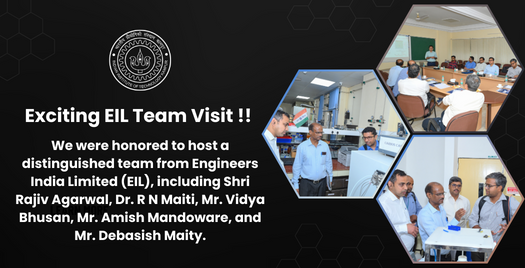 Exciting EIL Team Visit !!
We were honored to host a
distinguished team from Engineers
India Limited (EIL), including Shri
Rajiv Agarwal, Dr. R N Maiti, Mr. Vidya
Bhusan, Mr. Amish Mandoware, and
Mr. Debasish Maity.